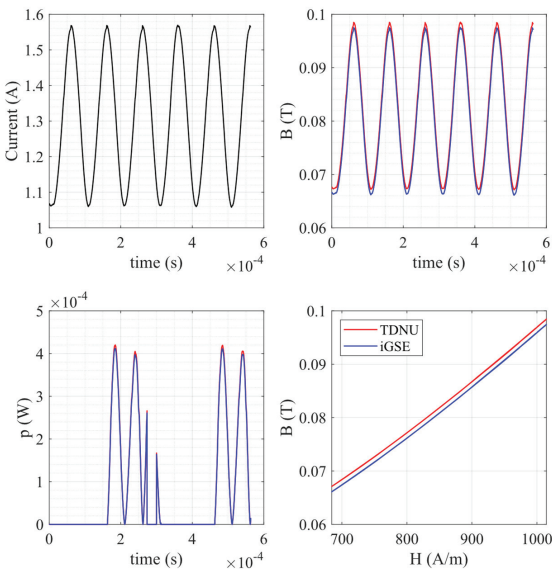 1.6
1.5
1.4
1.3
1.2
1.1
1
Current (A)
0 2 4 6
time (s) ×10⁻⁴
0.1
0.09
0.08
0.07
0.06
B (T)
0 2 4 6
time (s) ×10⁻⁴
×10⁻⁴
5
4
3
2
1
0
p (W)
0 2 4 6
time (s) ×10⁻⁴
0.1
0.09
0.08
0.07
0.06
B (T)
TDNU
iGSE
700 800 900 1000
H (A/m)